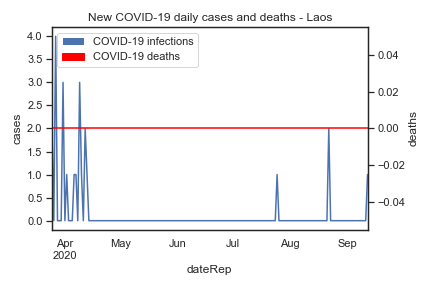 New COVID-19 daily cases and deaths - Laos
COVID-19 infections
COVID-19 deaths
4.0
3.5
3.0
2.5
2.0
1.5
1.0
0.5
0.0
cases
0.04
0.02
0.00
−0.02
−0.04
deaths
Apr May Jun Jul Aug Sep
2020
dateRep